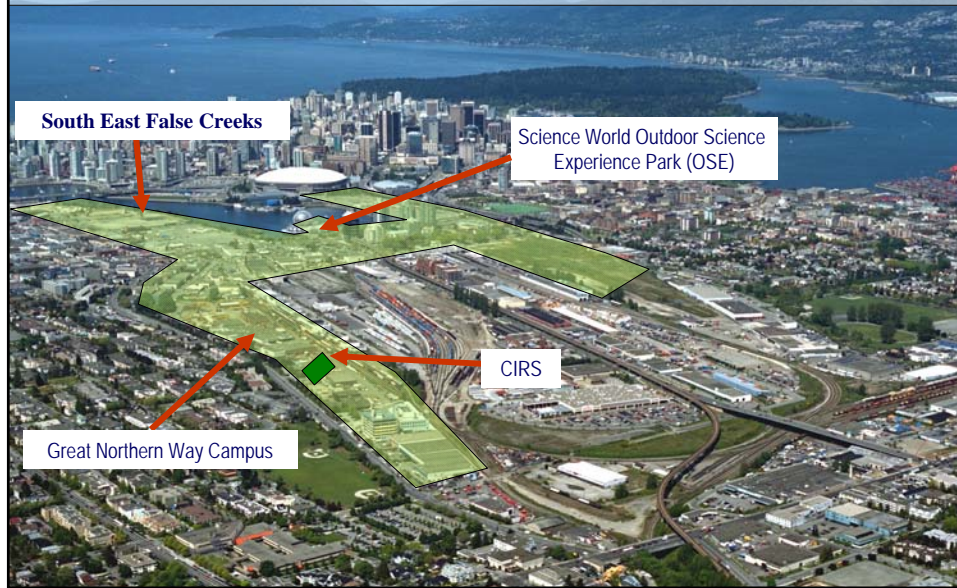 South East False Creeks
Science World Outdoor Science
Experience Park (OSE)
CIRS
Great Northern Way Campus